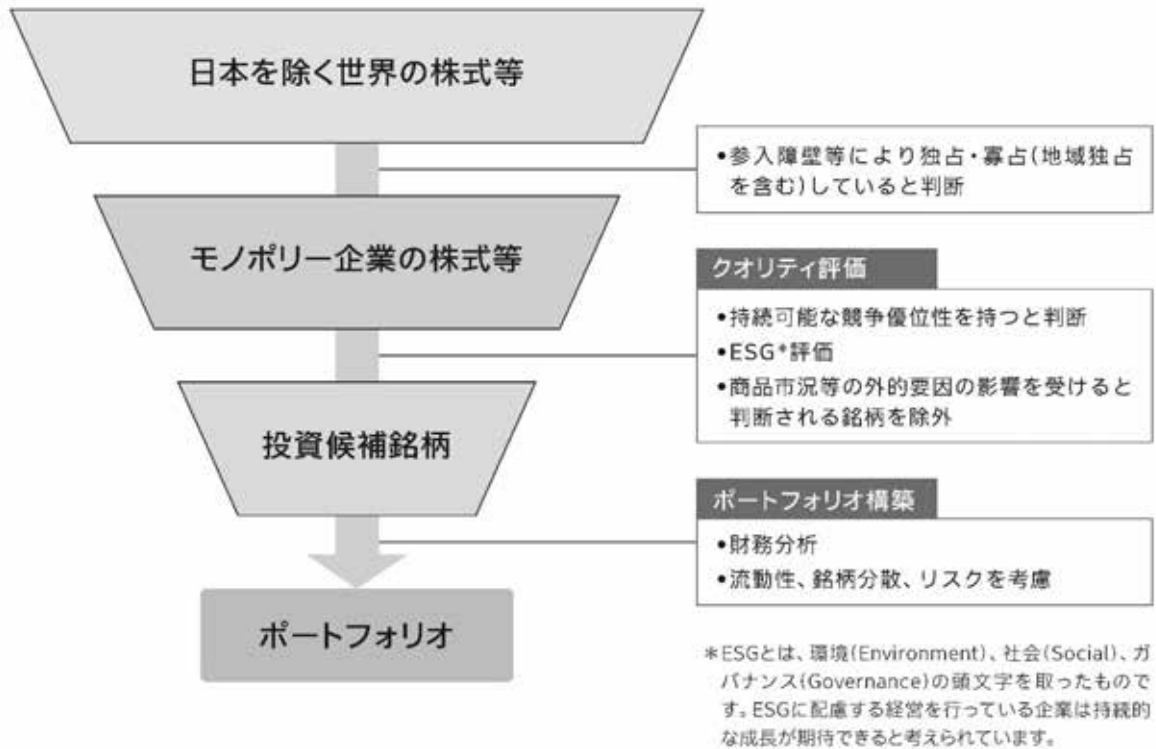 日本を除く世界の株式等
•参入障壁等により独占・寡占(地域独占
を含む)していると判断
モノポリー企業の株式等
クオリティ評価
•持続可能な競争優位性を持つと判断
•ESG*評価
•商品市況等の外的要因の影響を受けると
判断される銘柄を除外
投資候補銘柄
ポートフォリオ構築
•財務分析
•流動性、銘柄分散、リスクを考慮
ポートフォリオ
*ESGとは、環境(Environment)、社会(Social)、ガ
バナンス(Governance)の頭文字を取ったもので
す。ESGに配慮する経営を行っている企業は持続的
な成長が期待できると考えられています。